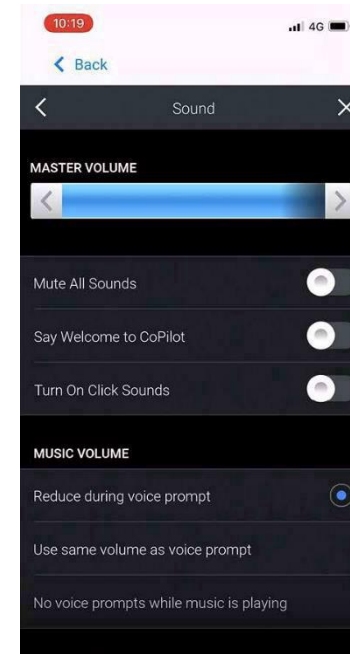 10:19
4G
Back
Sound
MASTER VOLUME
Mute All Sounds
Say Welcome to CoPilot
Turn On Click Sounds
MUSIC VOLUME
Reduce during voice prompt
Use same volume as voice prompt
No voice prompts while music is playing